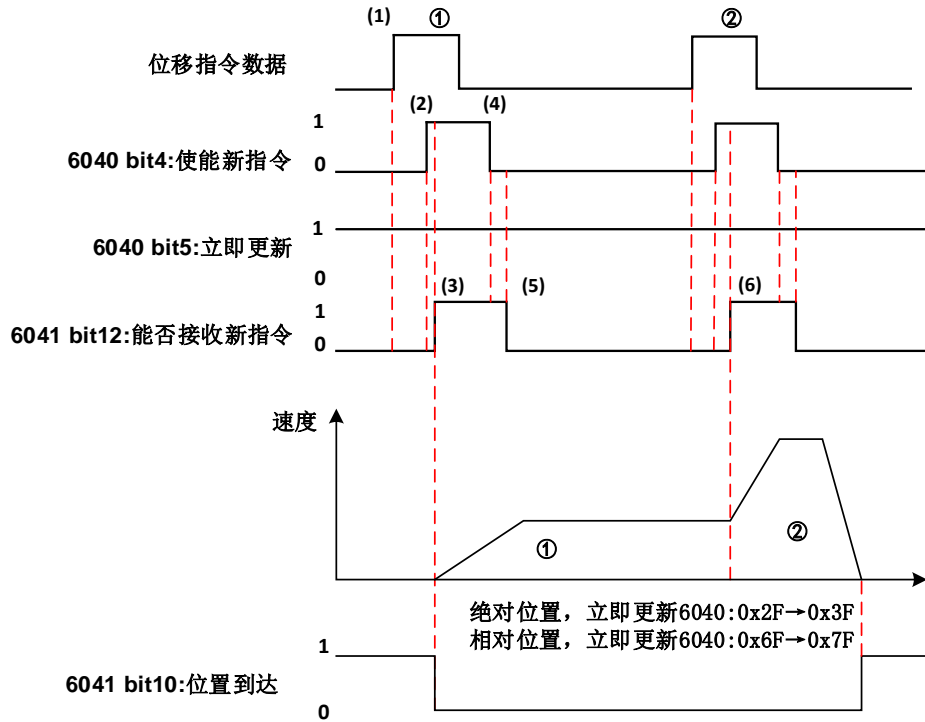 (1) ① ②
位移指令数据
(2) (4)
1
6040 bit4:使能新指令 0
1
6040 bit5:立即更新
0
(3) (5) (6)
1
6041 bit12:能否接收新指令 0
速度
① ②
绝对位置，立即更新6040:0x2F→0x3F
相对位置，立即更新6040:0x6F→0x7F
1
6041 bit10:位置到达
0